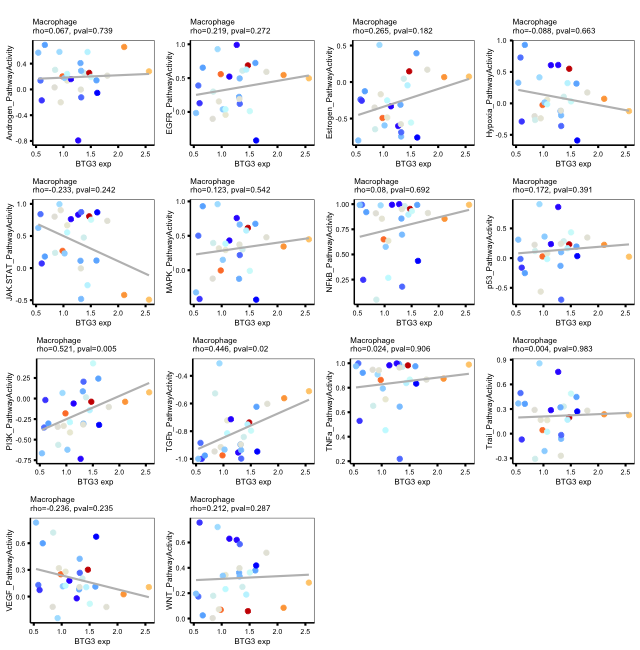 Macrophage
rho=0.067, pval=0.739
Androgen_PathwayActivity
0.4
0.0
-0.4
-0.8
0.5 1.0 1.5 2.0 2.5
BTG3 exp
Macrophage
rho=0.219, pval=0.272
EGFR_PathwayActivity
1.0
0.5
0.0
0.5 1.0 1.5 2.0 2.5
BTG3 exp
Macrophage
rho=0.265, pval=0.182
Estrogen_PathwayActivity
0.5
0.0
-0.5
0.5 1.0 1.5 2.0 2.5
BTG3 exp
Macrophage
rho=-0.088, pval=0.663
Hypoxia_PathwayActivity
1.0
0.5
0.0
-0.5
0.5 1.0 1.5 2.0 2.5
BTG3 exp
Macrophage
rho=-0.233, pval=0.242
JAK.STAT_PathwayActivity
1.0
0.5
0.0
-0.5
0.5 1.0 1.5 2.0 2.5
BTG3 exp
Macrophage
rho=0.123, pval=0.542
MAPK_PathwayActivity
1.0
0.5
0.0
0.5 1.0 1.5 2.0 2.5
BTG3 exp
Macrophage
rho=0.08, pval=0.692
NFkB_PathwayActivity
1.00
0.75
0.50
0.25
0.5 1.0 1.5 2.0 2.5
BTG3 exp
Macrophage
rho=0.172, pval=0.391
p53_PathwayActivity
1.0
0.5
0.0
-0.5
0.5 1.0 1.5 2.0 2.5
BTG3 exp
Macrophage
rho=0.521, pval=0.005
PI3K_PathwayActivity
0.25
0.00
-0.25
-0.50
-0.75
0.5 1.0 1.5 2.0 2.5
BTG3 exp
Macrophage
rho=0.446, pval=0.02
TGFb_PathwayActivity
-0.4
-0.6
-0.8
-1.0
0.5 1.0 1.5 2.0 2.5
BTG3 exp
Macrophage
rho=0.024, pval=0.906
TNFa_PathwayActivity
1.0
0.8
0.6
0.4
0.2
0.5 1.0 1.5 2.0 2.5
BTG3 exp
Macrophage
rho=0.004, pval=0.983
Trail_PathwayActivity
0.9
0.6
0.3
0.0
-0.3
0.5 1.0 1.5 2.0 2.5
BTG3 exp
Macrophage
rho=-0.236, pval=0.235
VEGF_PathwayActivity
0.6
0.3
0.0
0.5 1.0 1.5 2.0 2.5
BTG3 exp
Macrophage
rho=0.212, pval=0.287
WNT_PathwayActivity
0.8
0.6
0.4
0.2
0.0
0.5 1.0 1.5 2.0 2.5
BTG3 exp